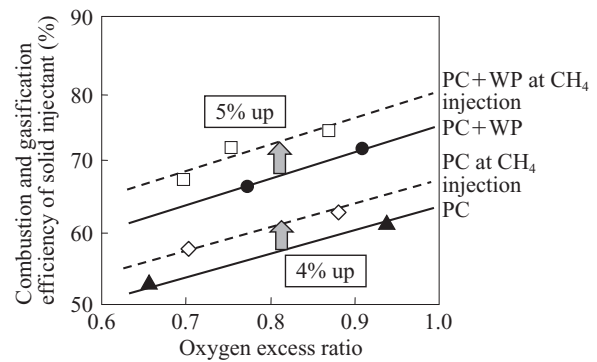 Combustion and gasification
efficiency of solid injectant (%)
90
80
70
60
50
0.6 0.7 0.8 0.9 1.0
Oxygen excess ratio
5% up
4% up
PC+WP at CH₄
injection
PC+WP
PC at CH₄
injection
PC